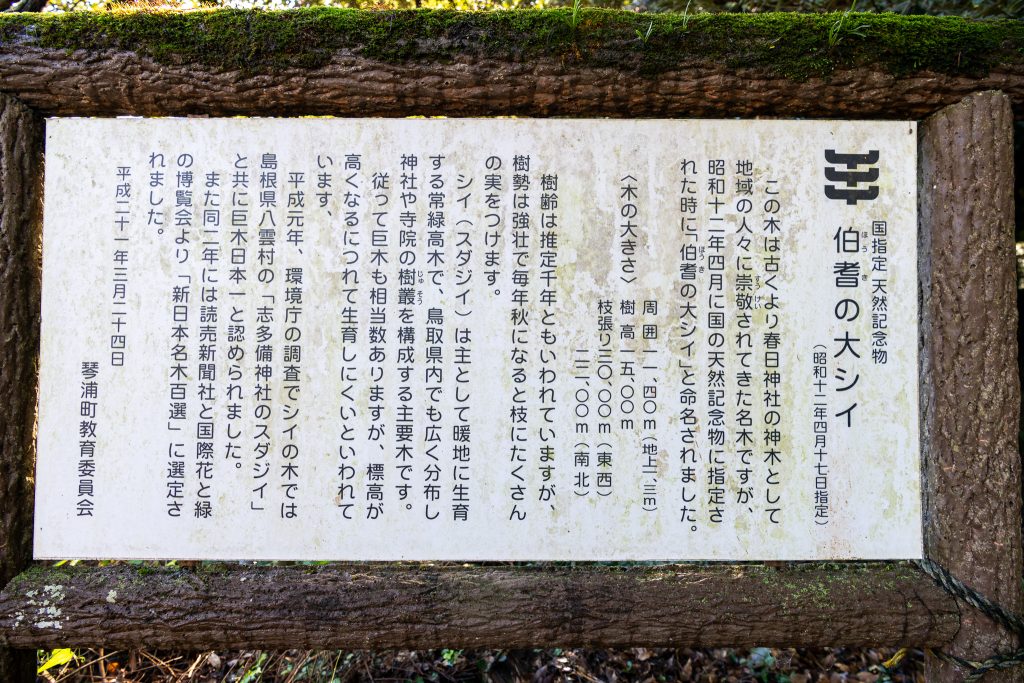 国指定 天然記念物
伯耆の大シイ
ほうき
（昭和十二年四月十七日指定）
この木は古くより春日神社の神木として
地域の人々に崇敬されてきた名木ですが、
すうけい
昭和十二年四月に国の天然記念物に指定さ
れた時に「伯耆の大シイ」と命名されました。
ほうき
〈木の大きさ〉
周囲 一一、四〇m（地上一、三m）
樹高 一五、〇〇m
枝張り三〇、〇〇m（東西）
二二、〇〇m（南北）
樹齢は推定千年ともいわれていますが、
樹勢は強壮で毎年秋になると枝にたくさん
の実をつけます。
シイ（スダジイ）は主として暖地に生育
する常緑高木で、鳥取県内でも広く分布し
神社や寺院の樹叢を構成する主要木です。
じゅそう
従って巨木も相当数ありますが、標高が
高くなるにつれて生育しにくいといわれて
います、
平成元年、環境庁の調査でシイの木では
島根県八雲村の「志多備神社のスダジイ」
と共に巨木日本一と認められました。
また同二年には読売新聞社と国際花と緑
の博覧会より「新日本名木百選」に選定さ
れました。
平成二十一年三月二十四日
琴浦町教育委員会